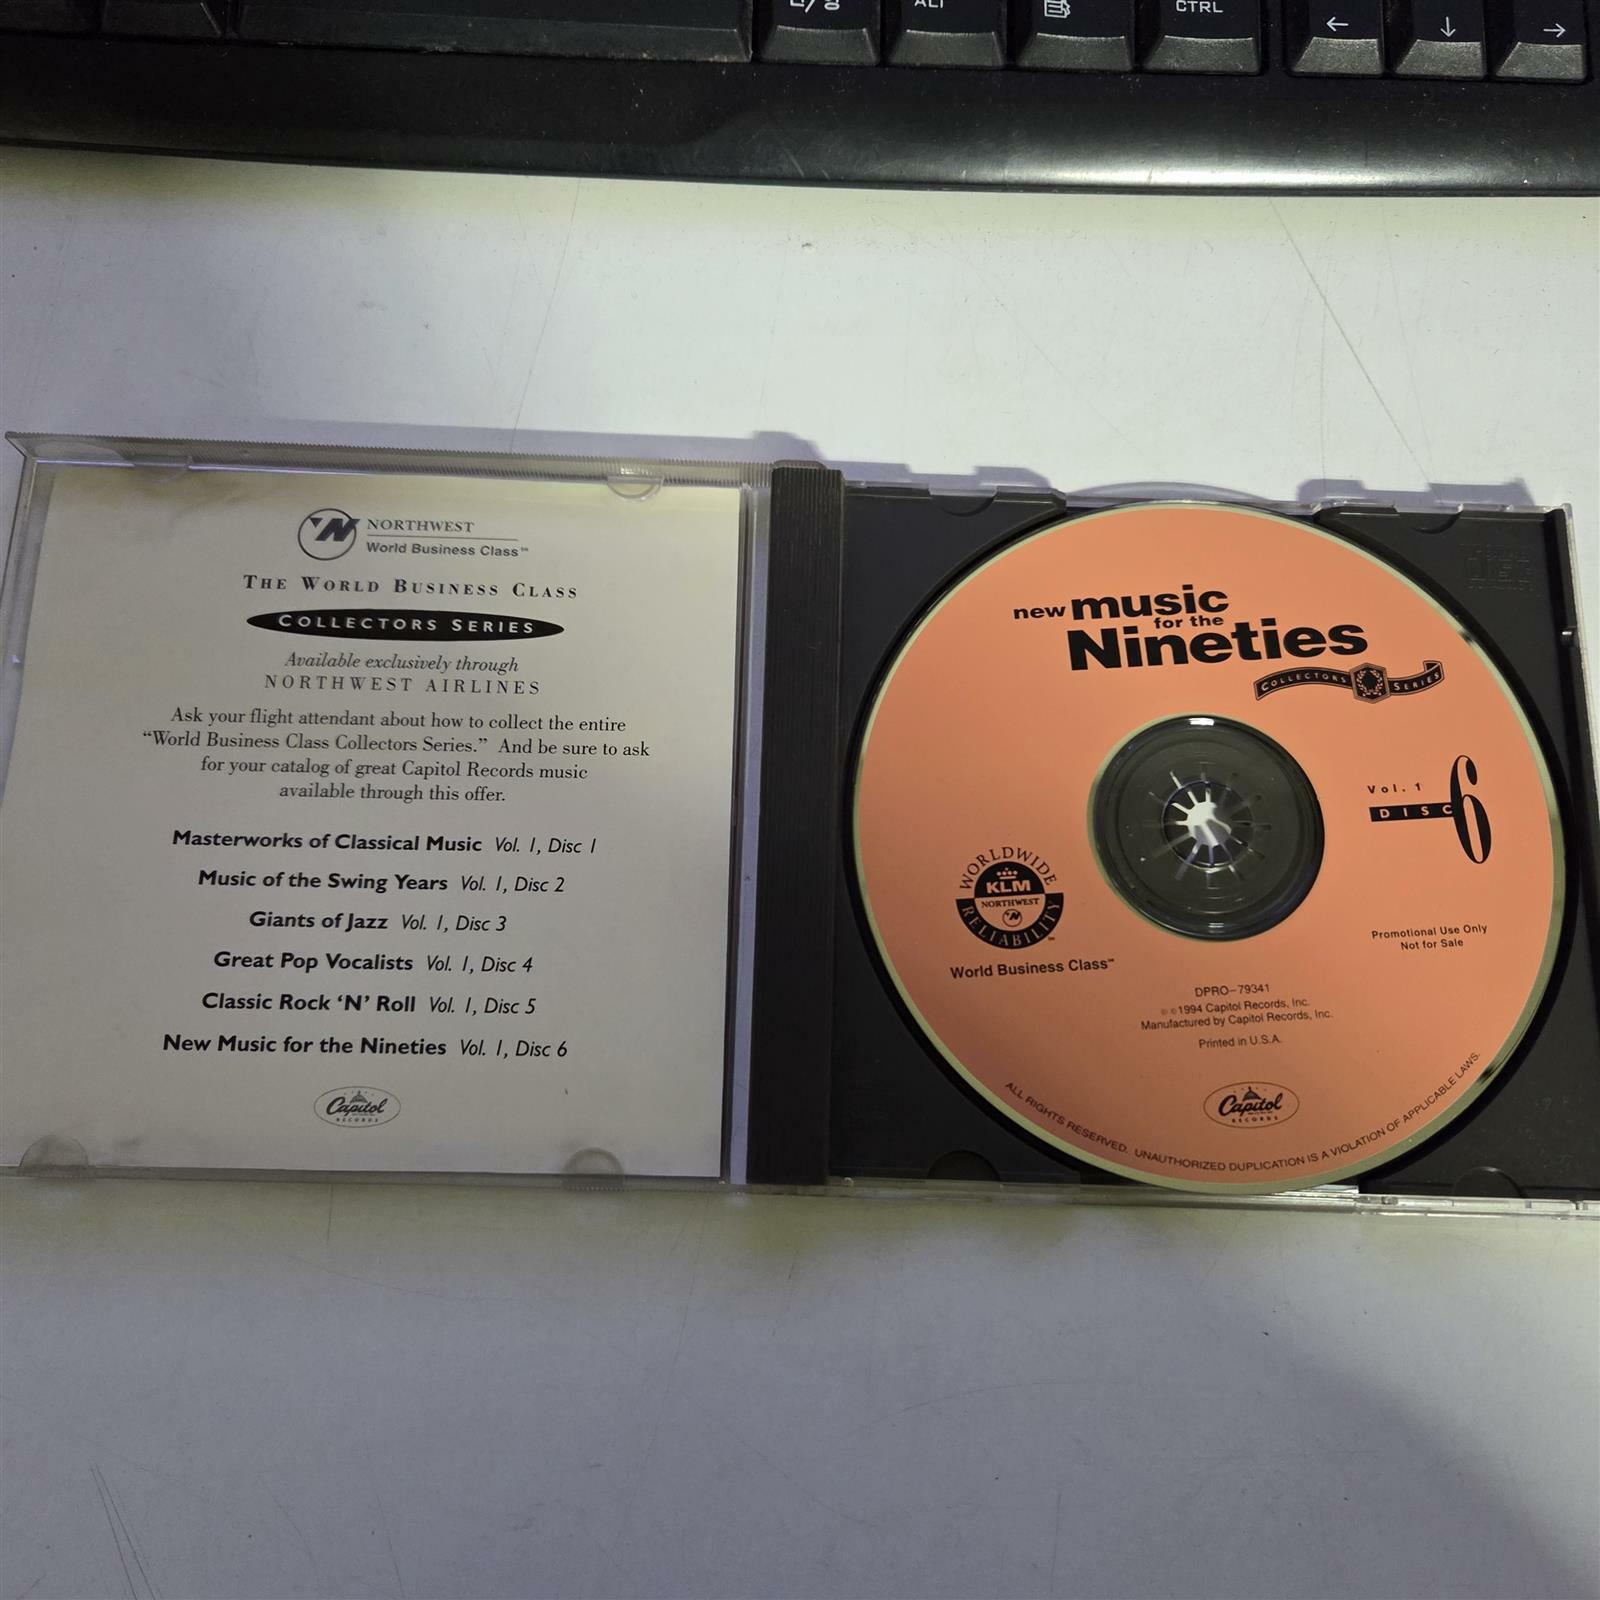 ALT
CTRL
←
↓
→
NORTHWEST
World Business Class℠
THE WORLD BUSINESS CLASS
COLLECTORS SERIES
Available exclusively through
NORTHWEST AIRLINES
Ask your flight attendant about how to collect the entire
“World Business Class Collectors Series.” And be sure to ask
for your catalog of great Capitol Records music
available through this offer.
Masterworks of Classical Music Vol. 1, Disc 1
Music of the Swing Years Vol. 1, Disc 2
Giants of Jazz Vol. 1, Disc 3
Great Pop Vocalists Vol. 1, Disc 4
Classic Rock ‘N’ Roll Vol. 1, Disc 5
New Music for the Nineties Vol. 1, Disc 6
Capitol
RECORDS
new music
for the
Nineties
COLLECTORS SERIES
Vol. 1
DISC 6
WORLDWIDE
KLM
NORTHWEST
RELIABILITY
World Business Class℠
Promotional Use Only
Not for Sale
DPRO-79341
℗ © 1994 Capitol Records, Inc.
Manufactured by Capitol Records, Inc.
Printed in U.S.A.
Capitol
RECORDS
ALL RIGHTS RESERVED. UNAUTHORIZED DUPLICATION IS A VIOLATION OF APPLICABLE LAWS.